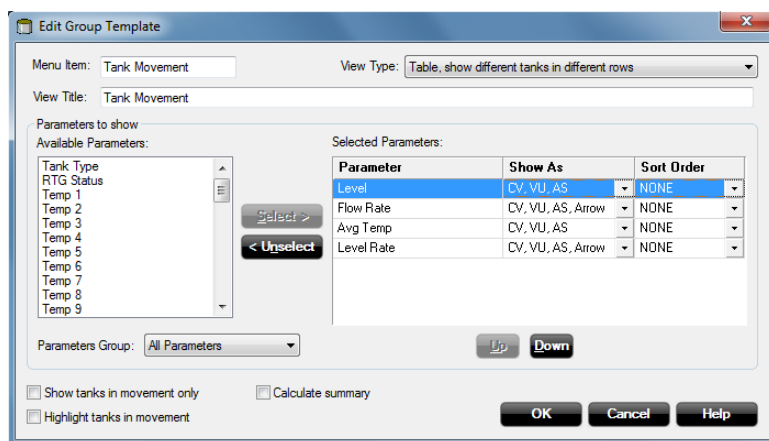 Edit Group Template
Menu Item: Tank Movement View Type: Table, show different tanks in different rows
View Title: Tank Movement
Parameters to show
Available Parameters: Selected Parameters:
Tank Type
RTG Status
Temp 1
Temp 2
Temp 3
Temp 4
Temp 5
Temp 6
Temp 7
Temp 8
Temp 9
Select >
< Unselect
Parameter Show As Sort Order
Level CV, VU, AS NONE
Flow Rate CV, VU, AS, Arrow NONE
Avg Temp CV, VU, AS NONE
Level Rate CV, VU, AS, Arrow NONE
Parameters Group: All Parameters Up Down
Show tanks in movement only Calculate summary
Highlight tanks in movement
OK Cancel Help